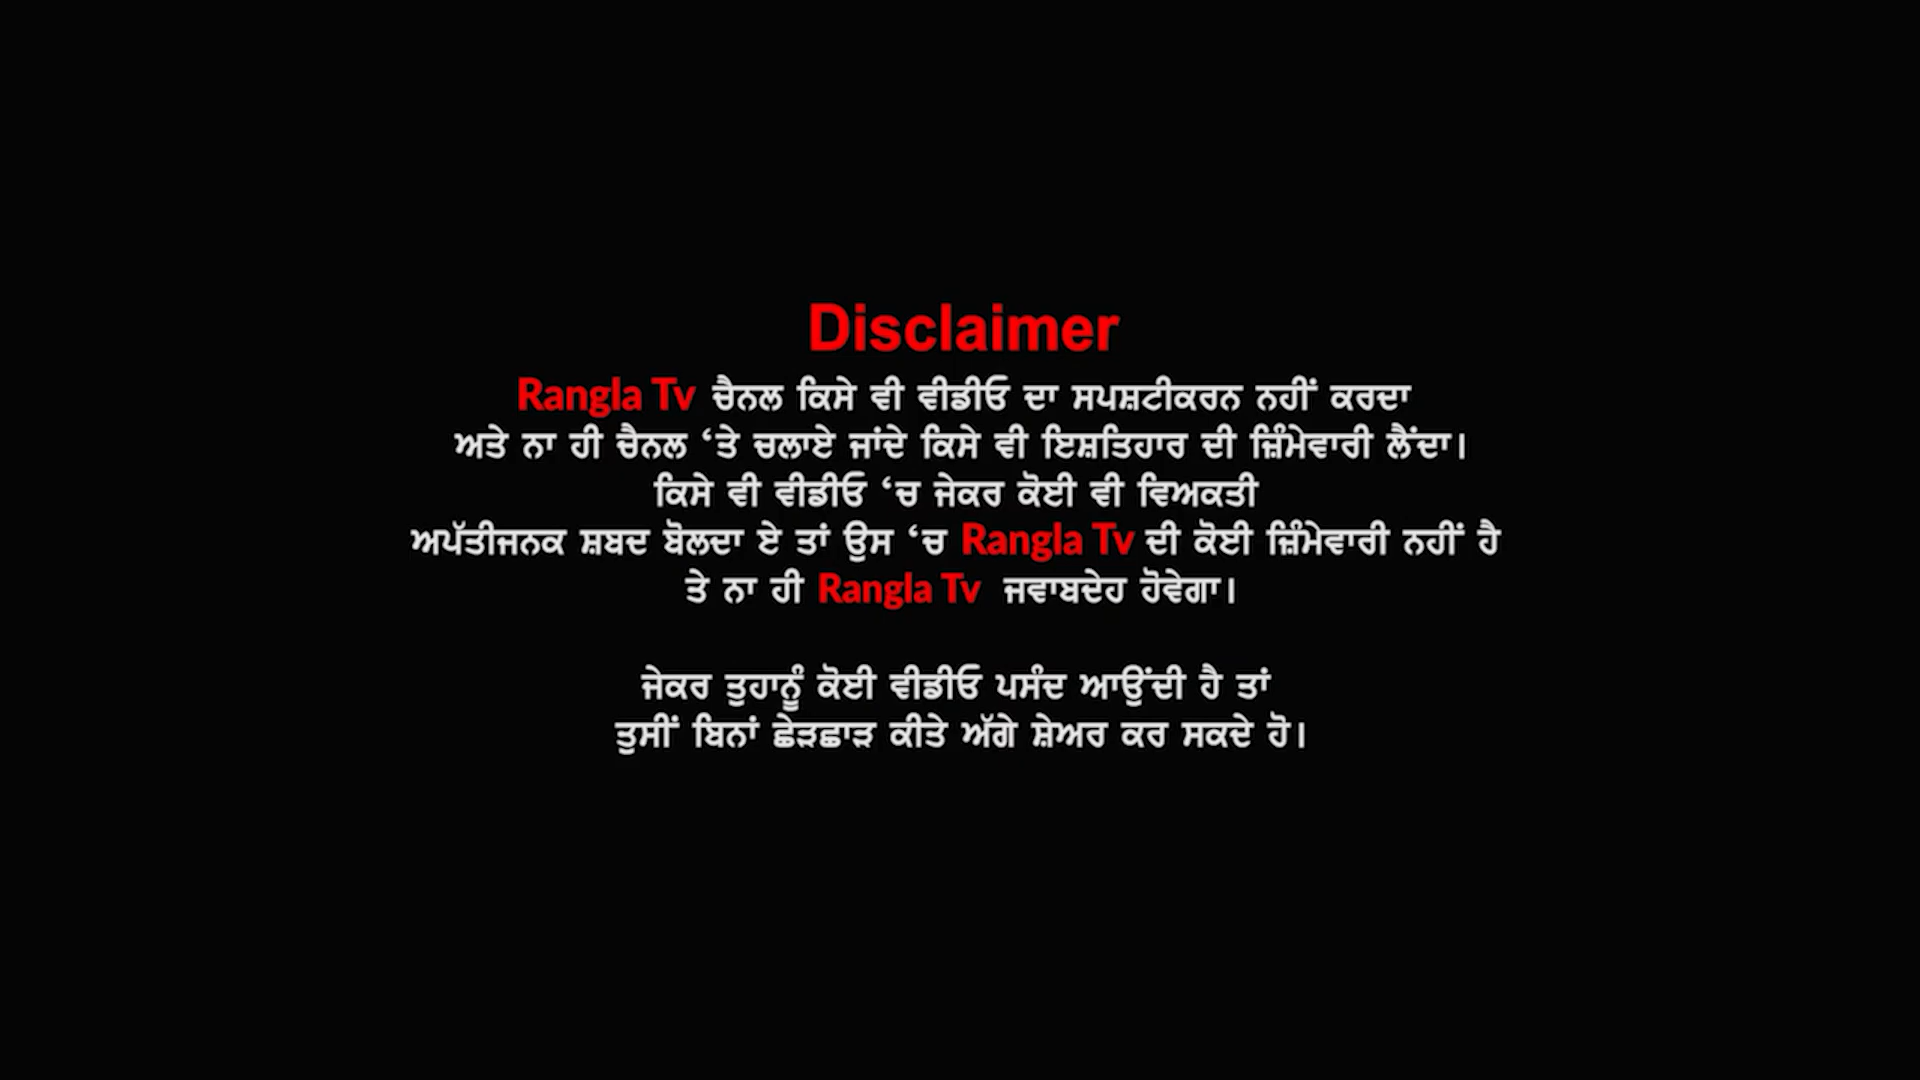 Disclaimer
Rangla Tv ਚੈਨਲ ਕਿਸੇ ਵੀ ਵੀਡੀਓ ਦਾ ਸਪਸ਼ਟੀਕਰਨ ਨਹੀਂ ਕਰਦਾ
ਅਤੇ ਨਾ ਹੀ ਚੈਨਲ ‘ਤੇ ਚਲਾਏ ਜਾਂਦੇ ਕਿਸੇ ਵੀ ਇਸ਼ਤਿਹਾਰ ਦੀ ਜ਼ਿੰਮੇਵਾਰੀ ਲੈਂਦਾ।
ਕਿਸੇ ਵੀ ਵੀਡੀਓ ‘ਚ ਜੇਕਰ ਕੋਈ ਵੀ ਵਿਅਕਤੀ
ਅਪੱਤੀਜਨਕ ਸ਼ਬਦ ਬੋਲਦਾ ਏ ਤਾਂ ਉਸ ‘ਚ Rangla Tv ਦੀ ਕੋਈ ਜ਼ਿੰਮੇਵਾਰੀ ਨਹੀਂ ਹੈ
ਤੇ ਨਾ ਹੀ Rangla Tv ਜਵਾਬਦੇਹ ਹੋਵੇਗਾ।
ਜੇਕਰ ਤੁਹਾਨੂੰ ਕੋਈ ਵੀਡੀਓ ਪਸੰਦ ਆਉਂਦੀ ਹੈ ਤਾਂ
ਤੁਸੀਂ ਬਿਨਾਂ ਛੇੜਛਾੜ ਕੀਤੇ ਅੱਗੇ ਸ਼ੇਅਰ ਕਰ ਸਕਦੇ ਹੋ।